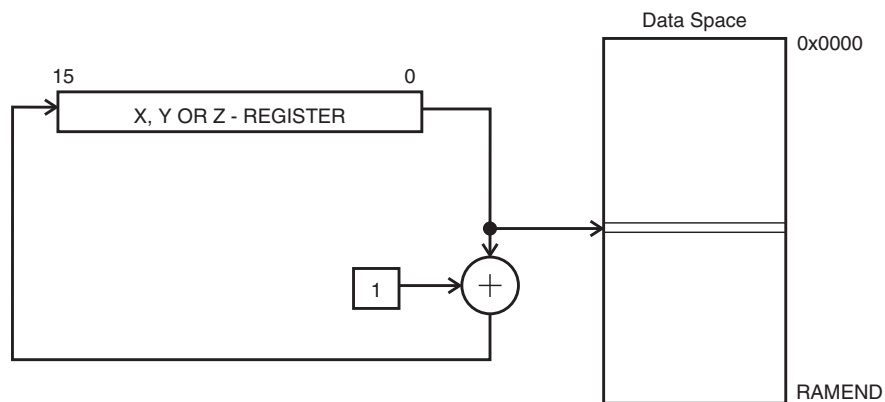 Data Space
0x0000
15
0
X, Y OR Z - REGISTER
1
+
RAMEND